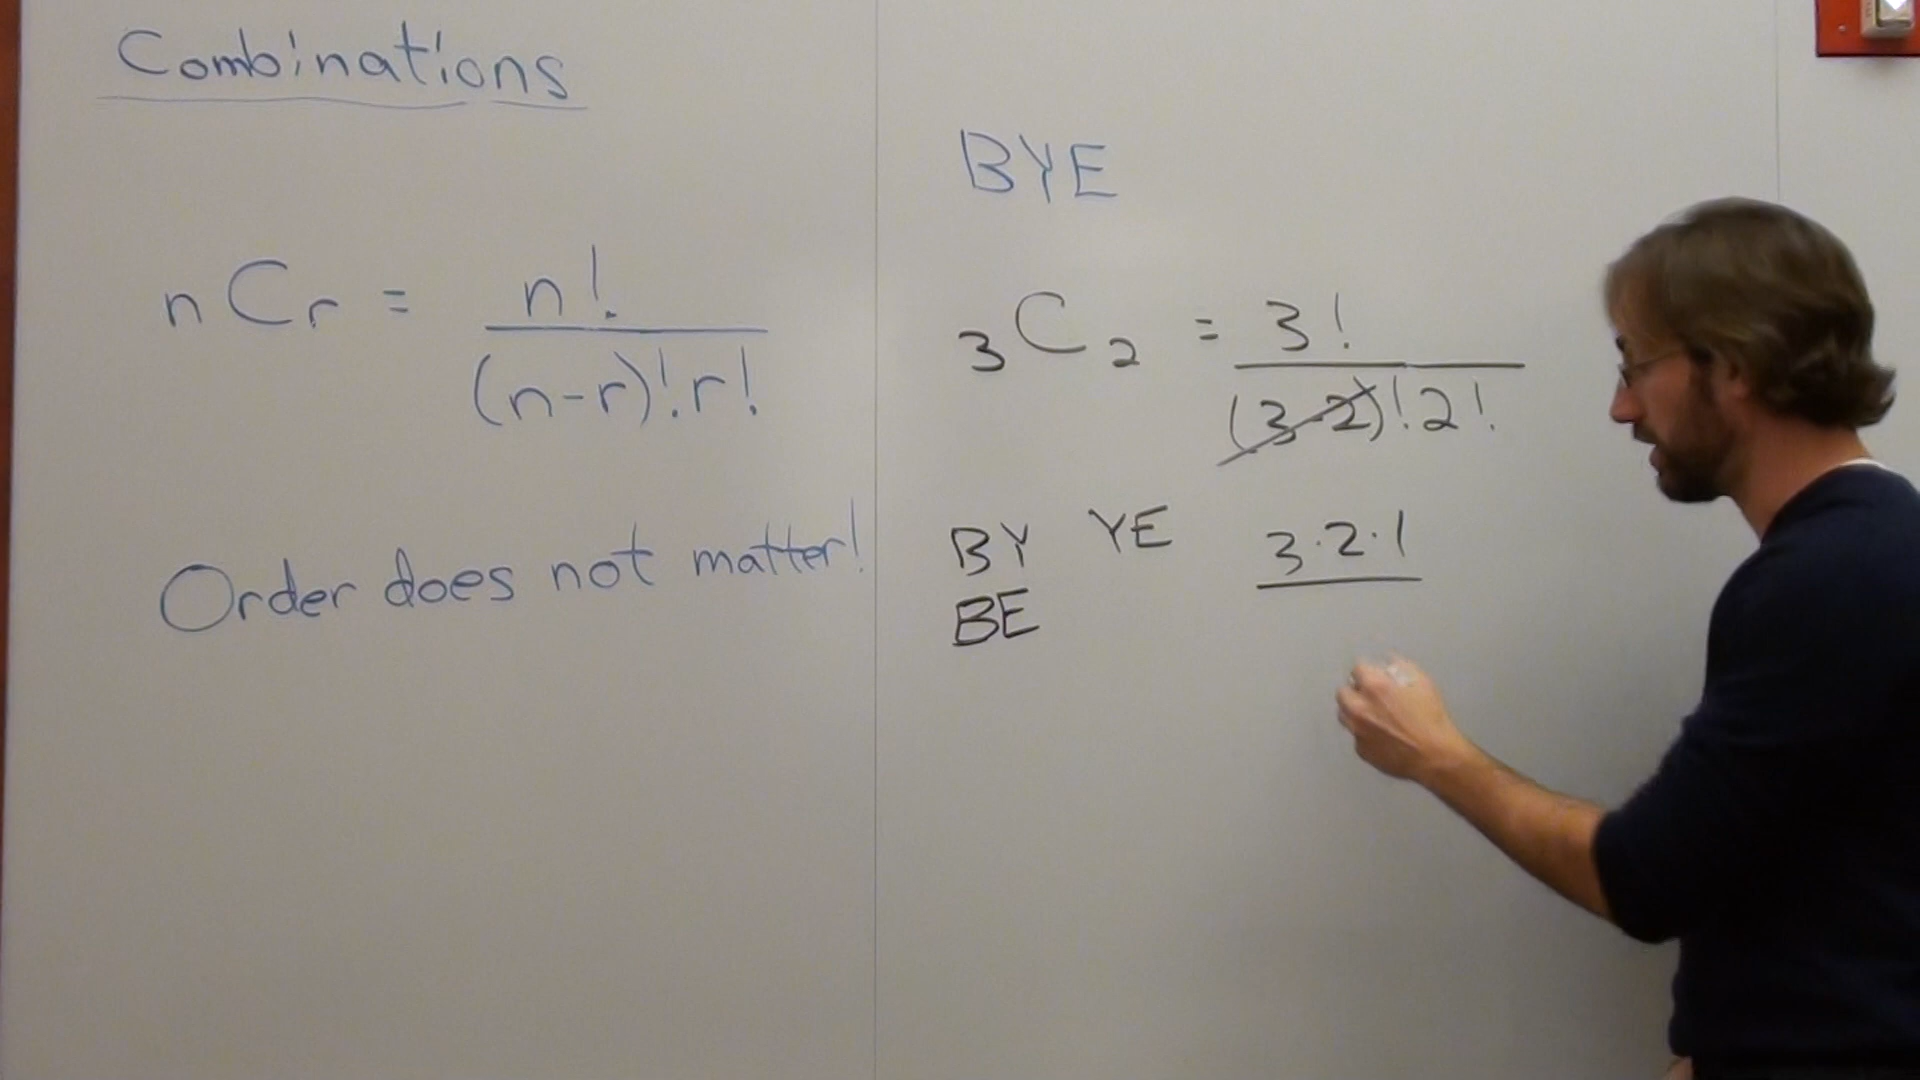 Combinations
nCr = n!
(n-r)!r!
Order does not matter!
BYE
3C2 = 3!
(3-2)!2!
BY YE
BE
3·2·1